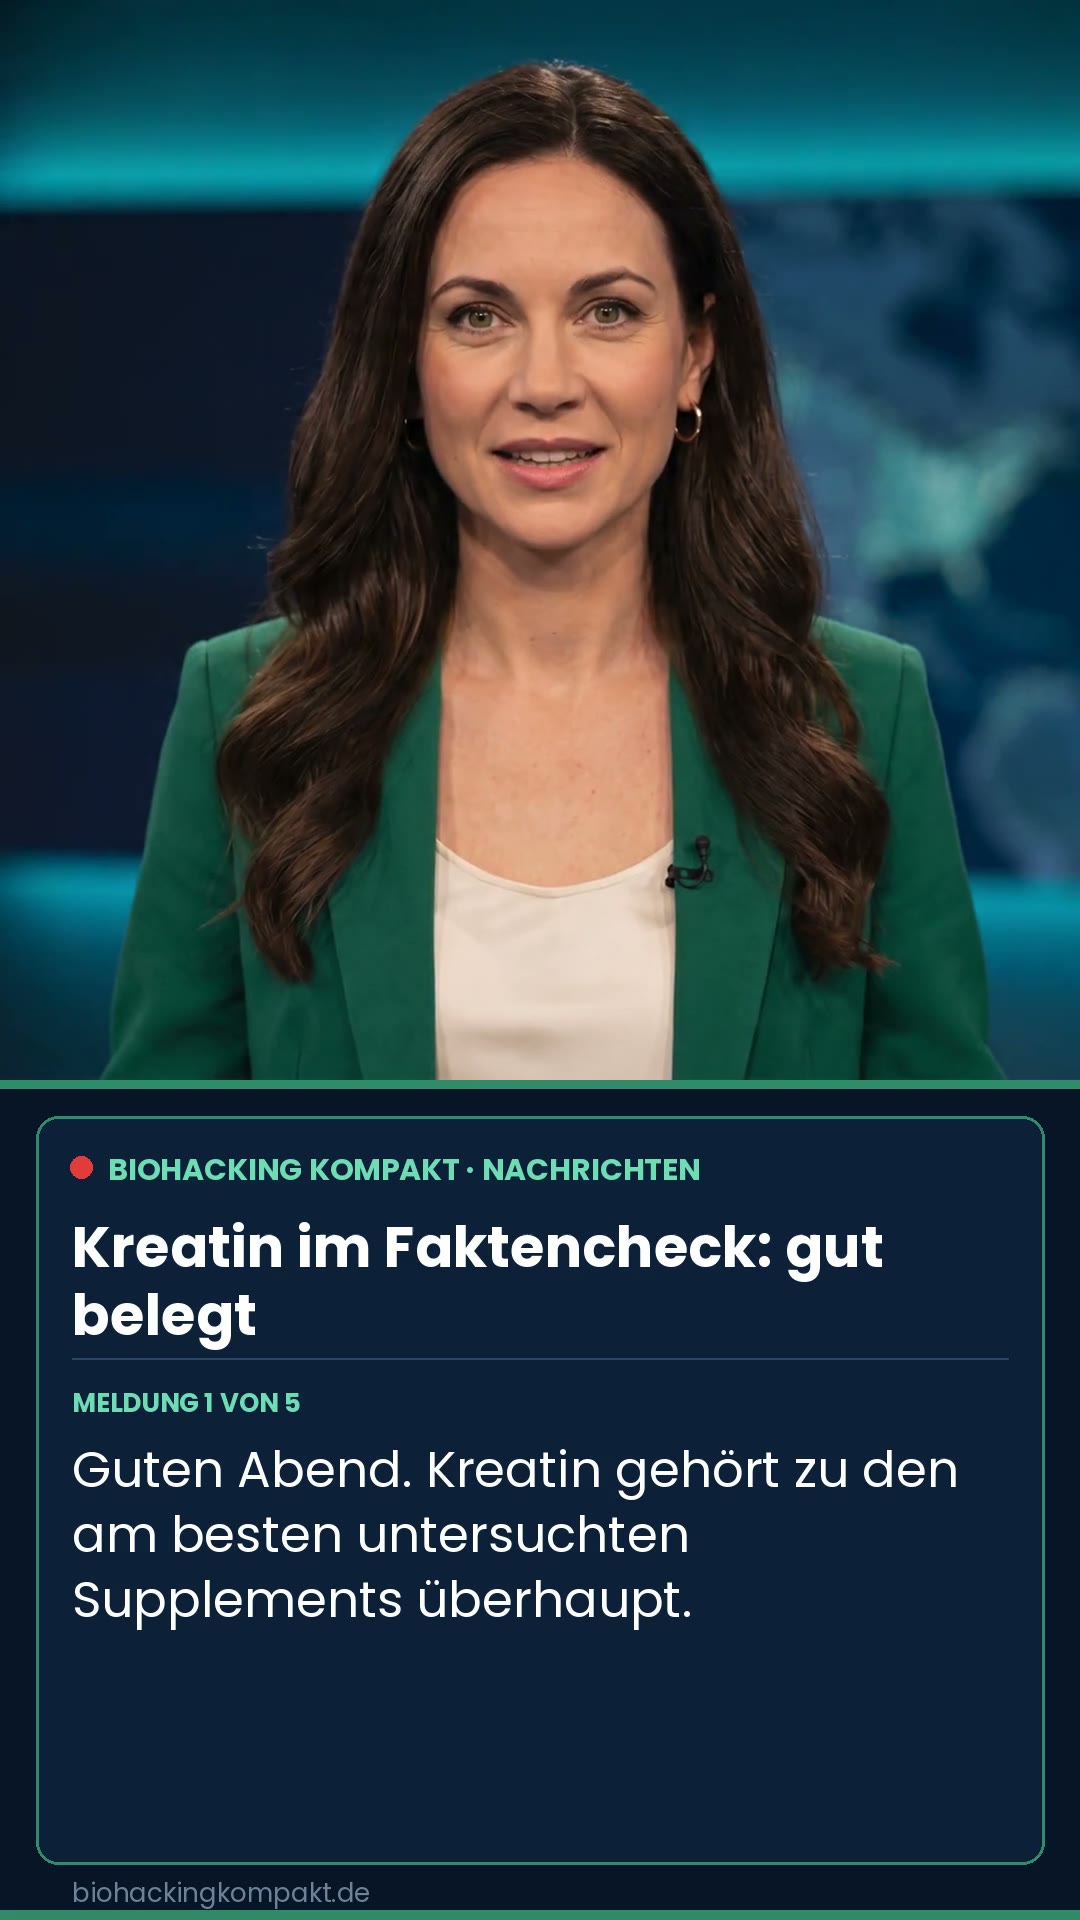 BIOHACKING KOMPAKT · NACHRICHTEN
Kreatin im Faktencheck: gut
belegt
MELDUNG 1 VON 5
Guten Abend. Kreatin gehört zu den
am besten untersuchten
Supplements überhaupt.
biohackingkompakt.de